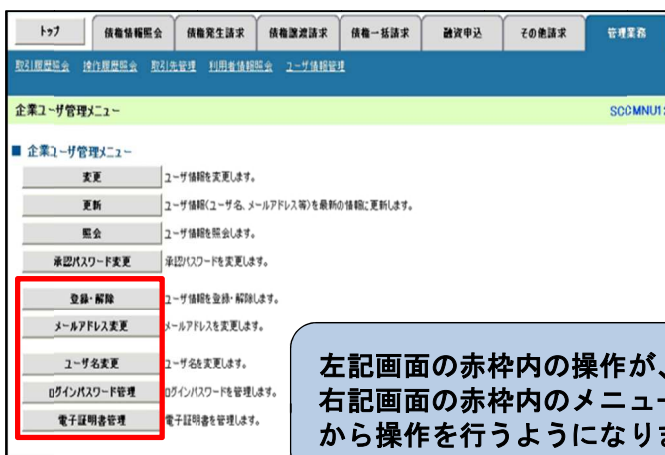 トップ 債権情報照会 債権発生請求 債権譲渡請求 債権一括請求 融資申込 その他請求 管理業務
取引履歴照会 操作履歴照会 取引先管理 利用者情報照会 ユーザ情報管理
企業ユーザ管理メニュー SCCMNU1
■ 企業ユーザ管理メニュー
変更 ユーザ情報を変更します。
更新 ユーザ情報(ユーザ名、メールアドレス等)を最新の情報に更新します。
照会 ユーザ情報を照会します。
承認パスワード変更 承認パスワードを変更します。
登録・解除 ユーザ情報を登録・解除します。
メールアドレス変更 メールアドレスを変更します。
ユーザ名変更 ユーザ名を変更します。
ログインパスワード管理 ログインパスワードを管理します。
電子証明書管理 電子証明書を管理します。
左記画面の赤枠内の操作が、
右記画面の赤枠内のメニュー
から操作を行うようになりま